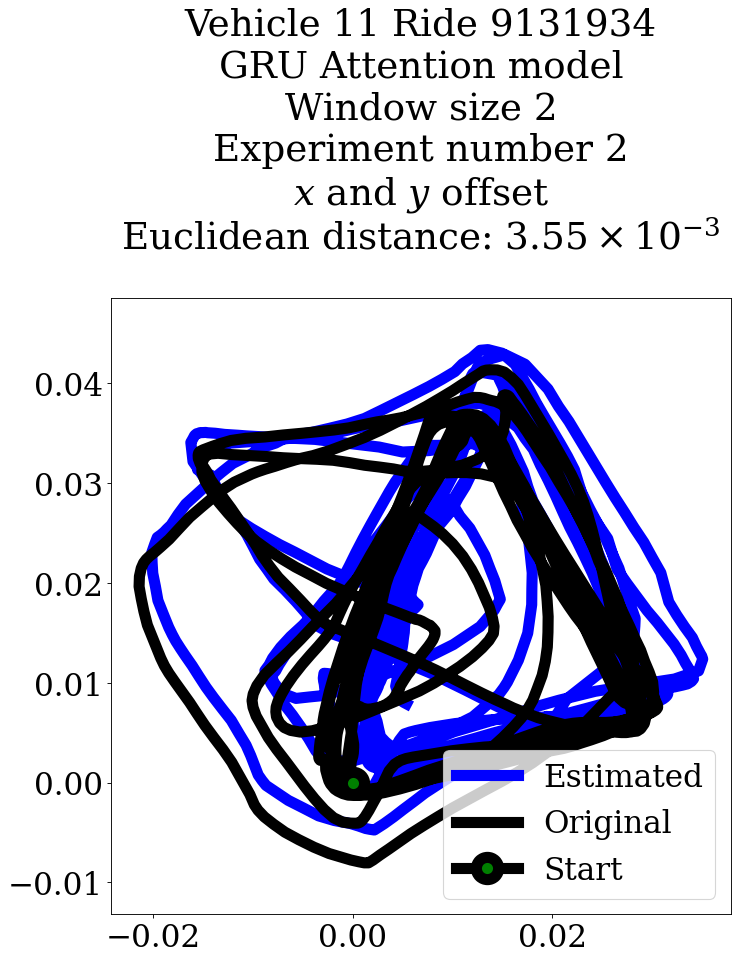 Vehicle 11 Ride 9131934
GRU Attention model
Window size 2
Experiment number 2
x and y offset
Euclidean distance: 3.55 × 10⁻³
0.04
0.03
0.02
0.01
0.00
−0.01
−0.02
0.00
0.02
Estimated
Original
Start